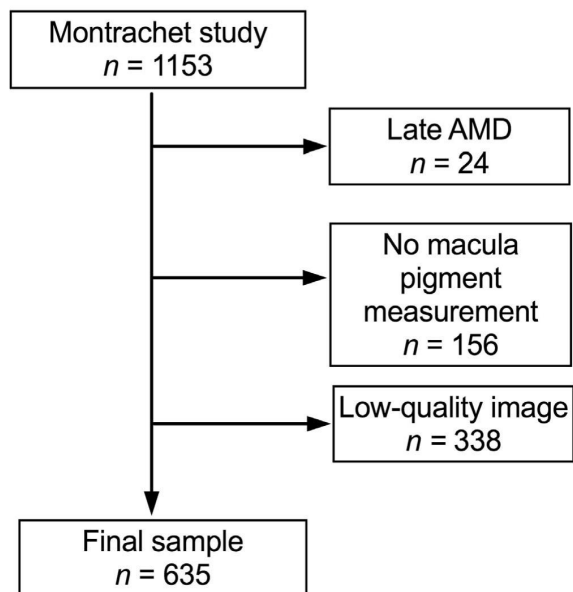 Montrachet study
n = 1153
Late AMD
n = 24
No macula
pigment
measurement
n = 156
Low-quality image
n = 338
Final sample
n = 635